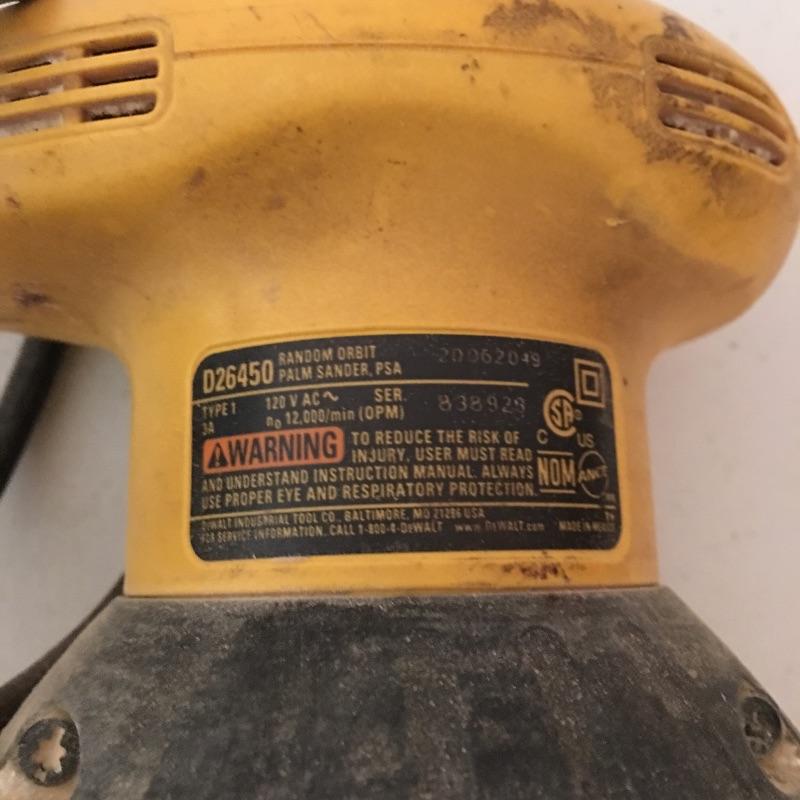 D26450 RANDOM ORBIT PALM SANDER, PSA 20062049
TYPE 1 120 V AC~ SER. 838929
3A n₀ 12,000/min (OPM)
WARNING TO REDUCE THE RISK OF
INJURY, USER MUST READ
AND UNDERSTAND INSTRUCTION MANUAL. ALWAYS
USE PROPER EYE AND RESPIRATORY PROTECTION.
C SA US
NOM ANCE
DEWALT INDUSTRIAL TOOL CO., BALTIMORE, MD 21286 USA
FOR SERVICE INFORMATION, CALL 1-800-4-DEWALT www.DEWALT.com MADE IN MEXICO